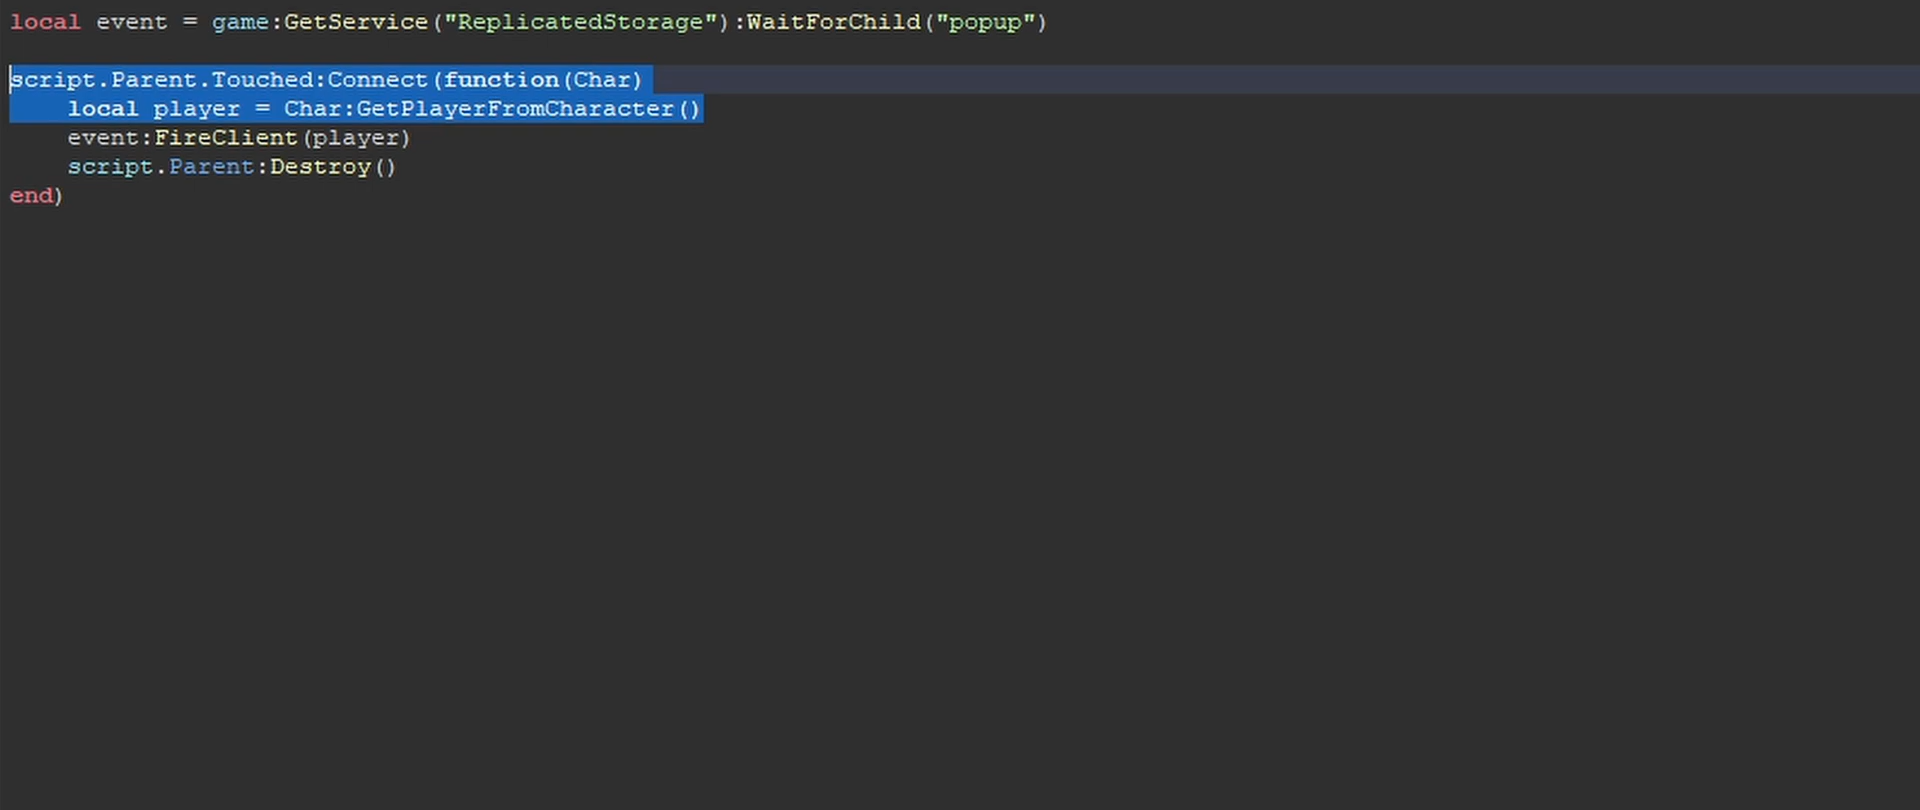 local event = game:GetService("ReplicatedStorage"):WaitForChild("popup")
script.Parent.Touched:Connect(function(Char)
    local player = Char:GetPlayerFromCharacter()
    event:FireClient(player)
    script.Parent:Destroy()
end)